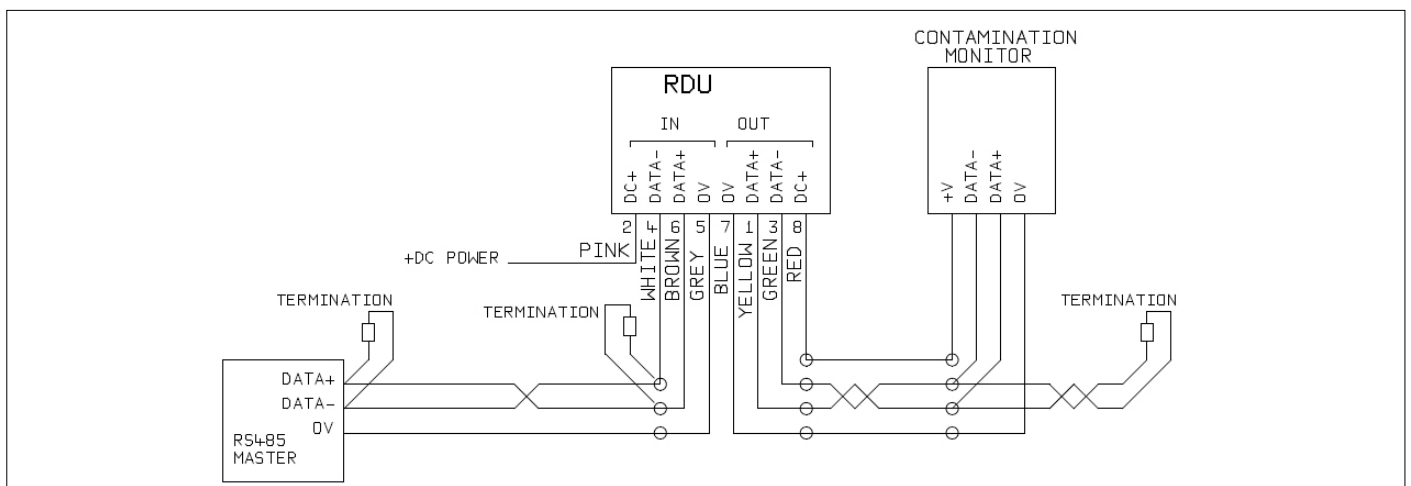 CONTAMINATION
MONITOR
RDU
IN OUT
DC+ DATA- DATA+ 0V 0V DATA+ DATA- DC+
+V DATA- DATA+ 0V
2 4 6 5 7 1 3 8
PINK WHITE BROWN GREY BLUE YELLOW GREEN RED
+DC POWER
TERMINATION
TERMINATION
TERMINATION
DATA+
DATA-
0V
RS485
MASTER